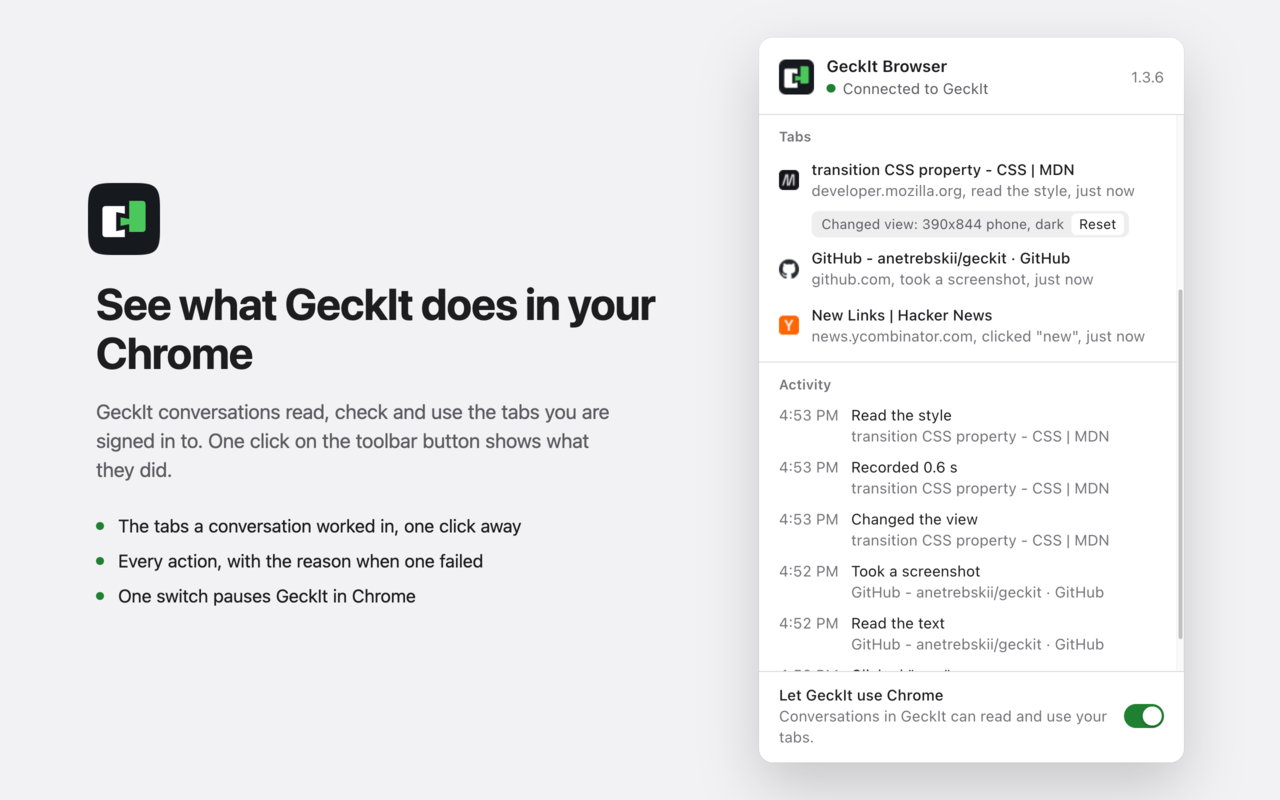 See what GeckIt does in your
Chrome
GeckIt conversations read, check and use the tabs you are
signed in to. One click on the toolbar button shows what
they did.
The tabs a conversation worked in, one click away
Every action, with the reason when one failed
One switch pauses GeckIt in Chrome
GeckIt Browser
Connected to GeckIt
1.3.6
Tabs
transition CSS property - CSS | MDN
developer.mozilla.org, read the style, just now
Changed view: 390x844 phone, dark
Reset
GitHub - anetrebskii/geckit · GitHub
github.com, took a screenshot, just now
New Links | Hacker News
news.ycombinator.com, clicked "new", just now
Activity
4:53 PM Read the style
transition CSS property - CSS | MDN
4:53 PM Recorded 0.6 s
transition CSS property - CSS | MDN
4:53 PM Changed the view
transition CSS property - CSS | MDN
4:52 PM Took a screenshot
GitHub - anetrebskii/geckit · GitHub
4:52 PM Read the text
GitHub - anetrebskii/geckit · GitHub
Let GeckIt use Chrome
Conversations in GeckIt can read and use your
tabs.